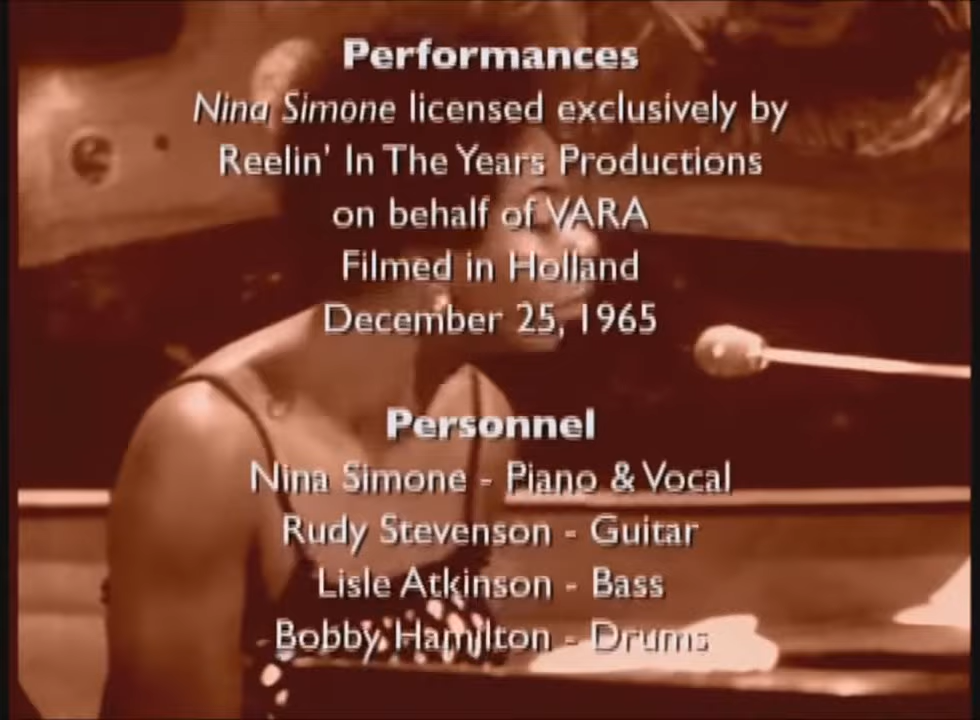 Performances
Nina Simone licensed exclusively by
Reelin' In The Years Productions
on behalf of VARA
Filmed in Holland
December 25, 1965
Personnel
Nina Simone - Piano & Vocal
Rudy Stevenson - Guitar
Lisle Atkinson - Bass
Bobby Hamilton - Drums